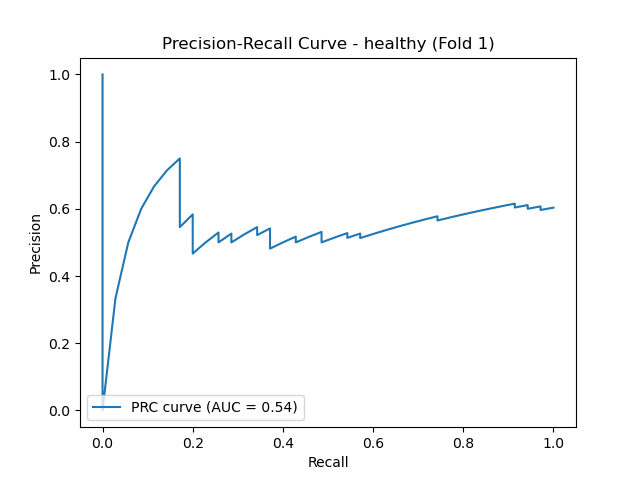 Precision-Recall Curve - healthy (Fold 1)
1.0
0.8
0.6
0.4
0.2
0.0
Precision
PRC curve (AUC = 0.54)
0.0 0.2 0.4 0.6 0.8 1.0
Recall